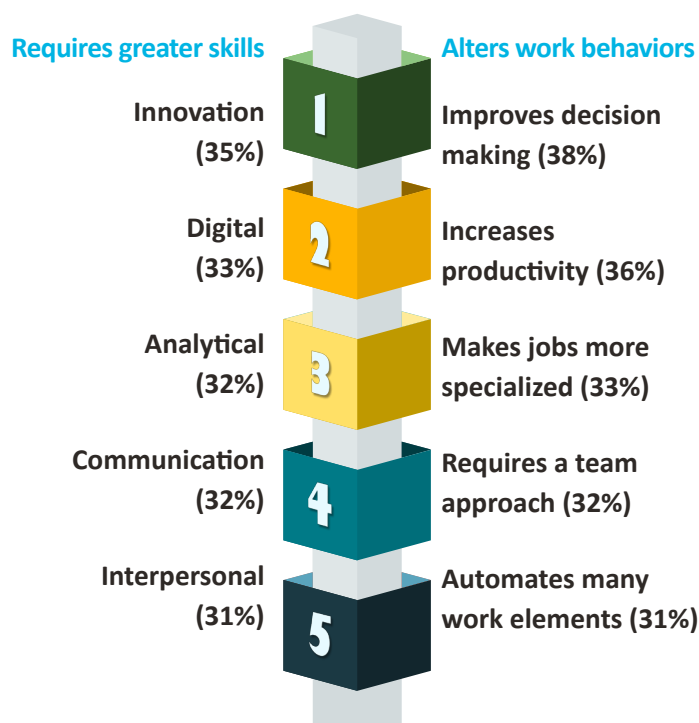 Requires greater skills
Alters work behaviors
Innovation
(35%)
1
Improves decision
making (38%)
Digital
(33%)
2
Increases
productivity (36%)
Analytical
(32%)
3
Makes jobs more
specialized (33%)
Communication
(32%)
4
Requires a team
approach (32%)
Interpersonal
(31%)
5
Automates many
work elements (31%)